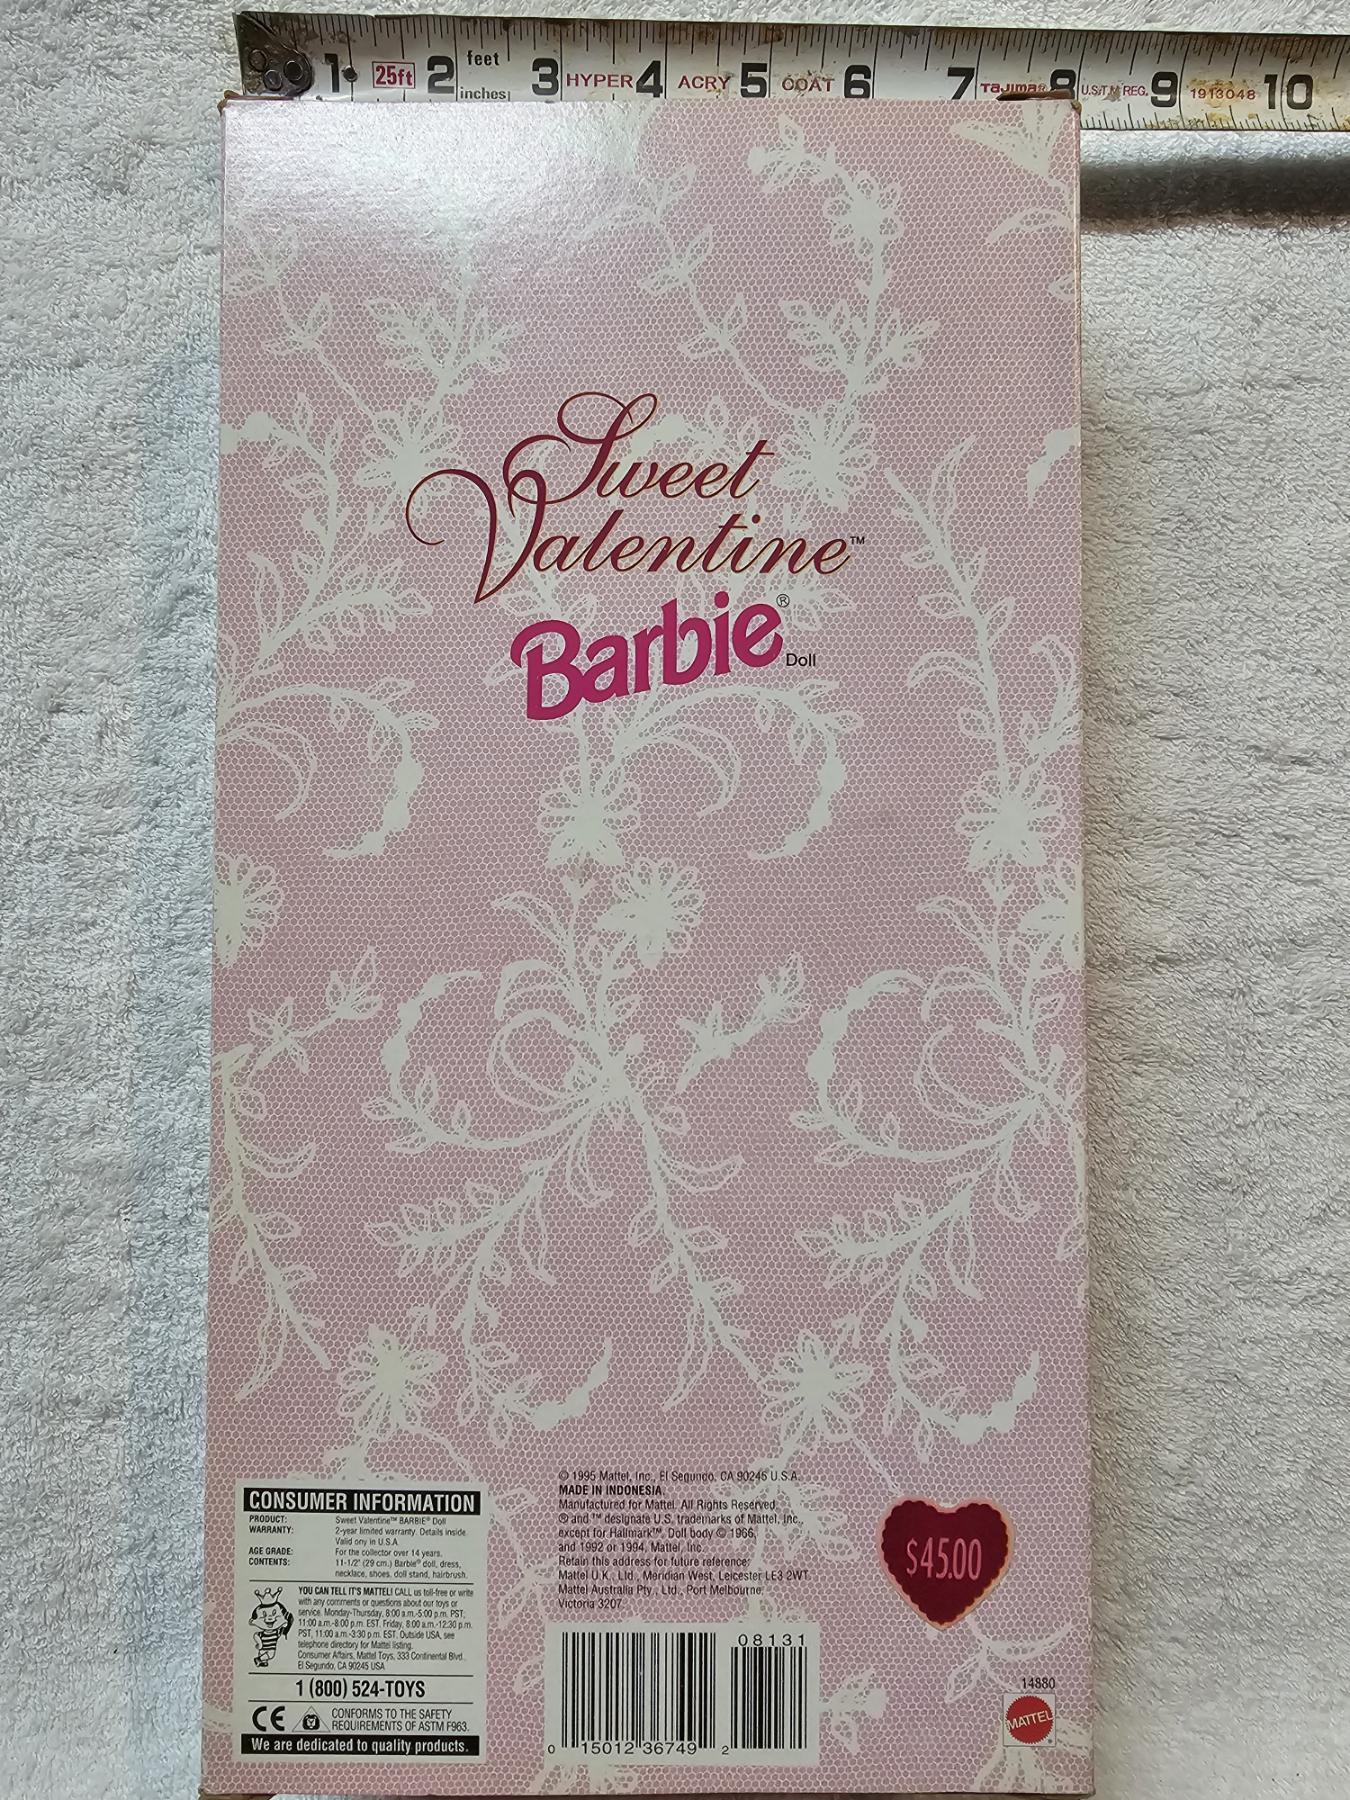 1 25ft 2 feet inches 3 HYPER 4 ACRY 5 COAT 6 7 TaJIma® 8 U.S.T.M REG. 9 1913048 10
Sweet
Valentine™
Barbie® Doll
CONSUMER INFORMATION
PRODUCT: Sweet Valentine™ BARBIE® Doll
WARRANTY: 2-year limited warranty. Details inside.
Valid ony in U.S.A.
AGE GRADE: For the collector over 14 years.
CONTENTS: 11-1/2" (29 cm.) Barbie® doll, dress,
necklace, shoes, doll stand, hairbrush.
YOU CAN TELL IT'S MATTEL! CALL us toll-free or write
with any comments or questions about our toys or
service. Monday-Thursday, 8:00 a.m.-5:00 p.m. PST,
11:00 a.m.-8:00 p.m. EST. Friday, 8:00 a.m.-12:30 p.m.
PST, 11:00 a.m.-3:30 p.m. EST. Outside USA, see
telephone directory for Mattel listing.
Consumer Affairs, Mattel Toys, 333 Continental Blvd.
El Segundo, CA 90245 USA
1 (800) 524-TOYS
CE CONFORMS TO THE SAFETY
REQUIREMENTS OF ASTM F963.
We are dedicated to quality products.
© 1995 Mattel, Inc., El Segundo, CA 90245 U.S.A.
MADE IN INDONESIA.
Manufactured for Mattel. All Rights Reserved.
® and ™ designate U.S. trademarks of Mattel, Inc.,
except for Hallmark™. Doll body © 1966,
and 1992 or 1994, Mattel, Inc.
Retain this address for future reference:
Mattel U.K., Ltd., Meridian West, Leicester LE3 2WT.
Mattel Australia Pty., Ltd., Port Melbourne,
Victoria 3207.
08131
0 15012 36749 2
$45.00
14880
MATTEL®